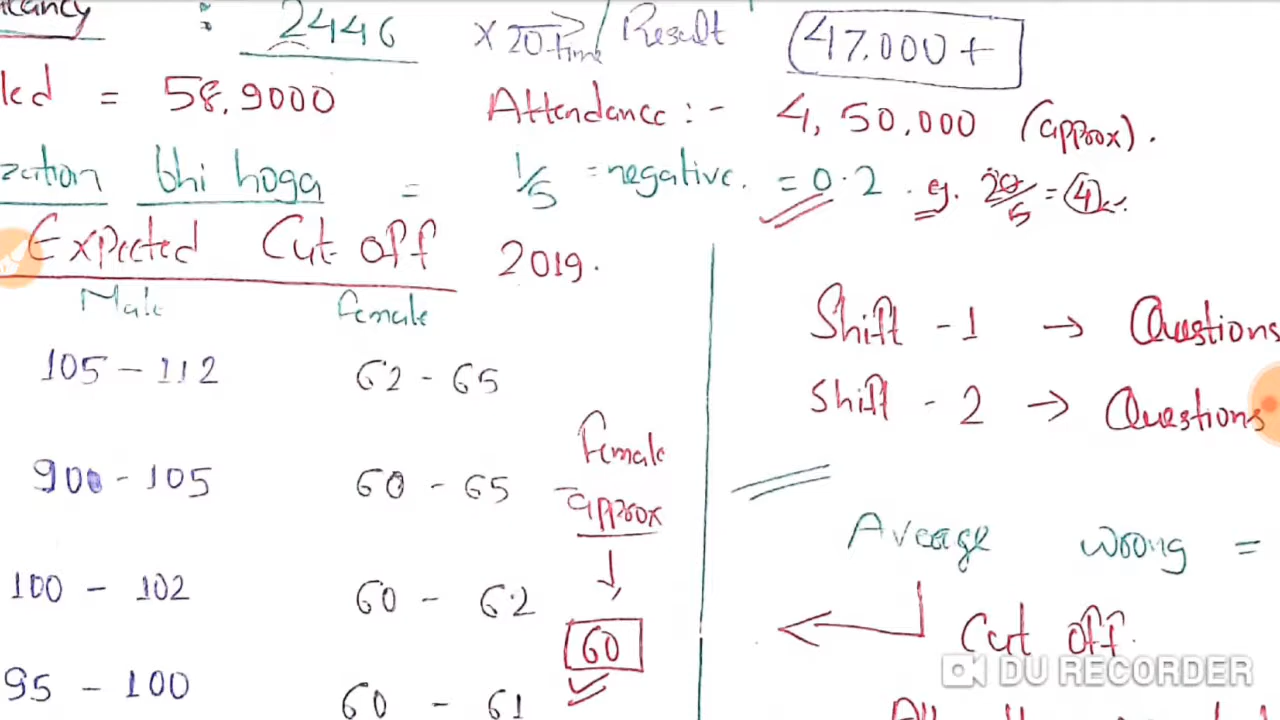 cancy : 2446 × 20 time / Result 47.000 +
led = 58.9000 Attendance :- 4,50.000 (approx).
zation bhi hoga = 1/5 = negative. = 0.2 . eg. 20/5 = 4
Expected Cut off 2019.
Male Female
105 - 112 62 - 65
900 - 105 60 - 65
100 - 102 60 - 62
95 - 100 60 - 61
Female
approx
60
Shift - 1 → Questions
Shift - 2 → Questions
Average wrong =
Cut off.
DU RECORDER